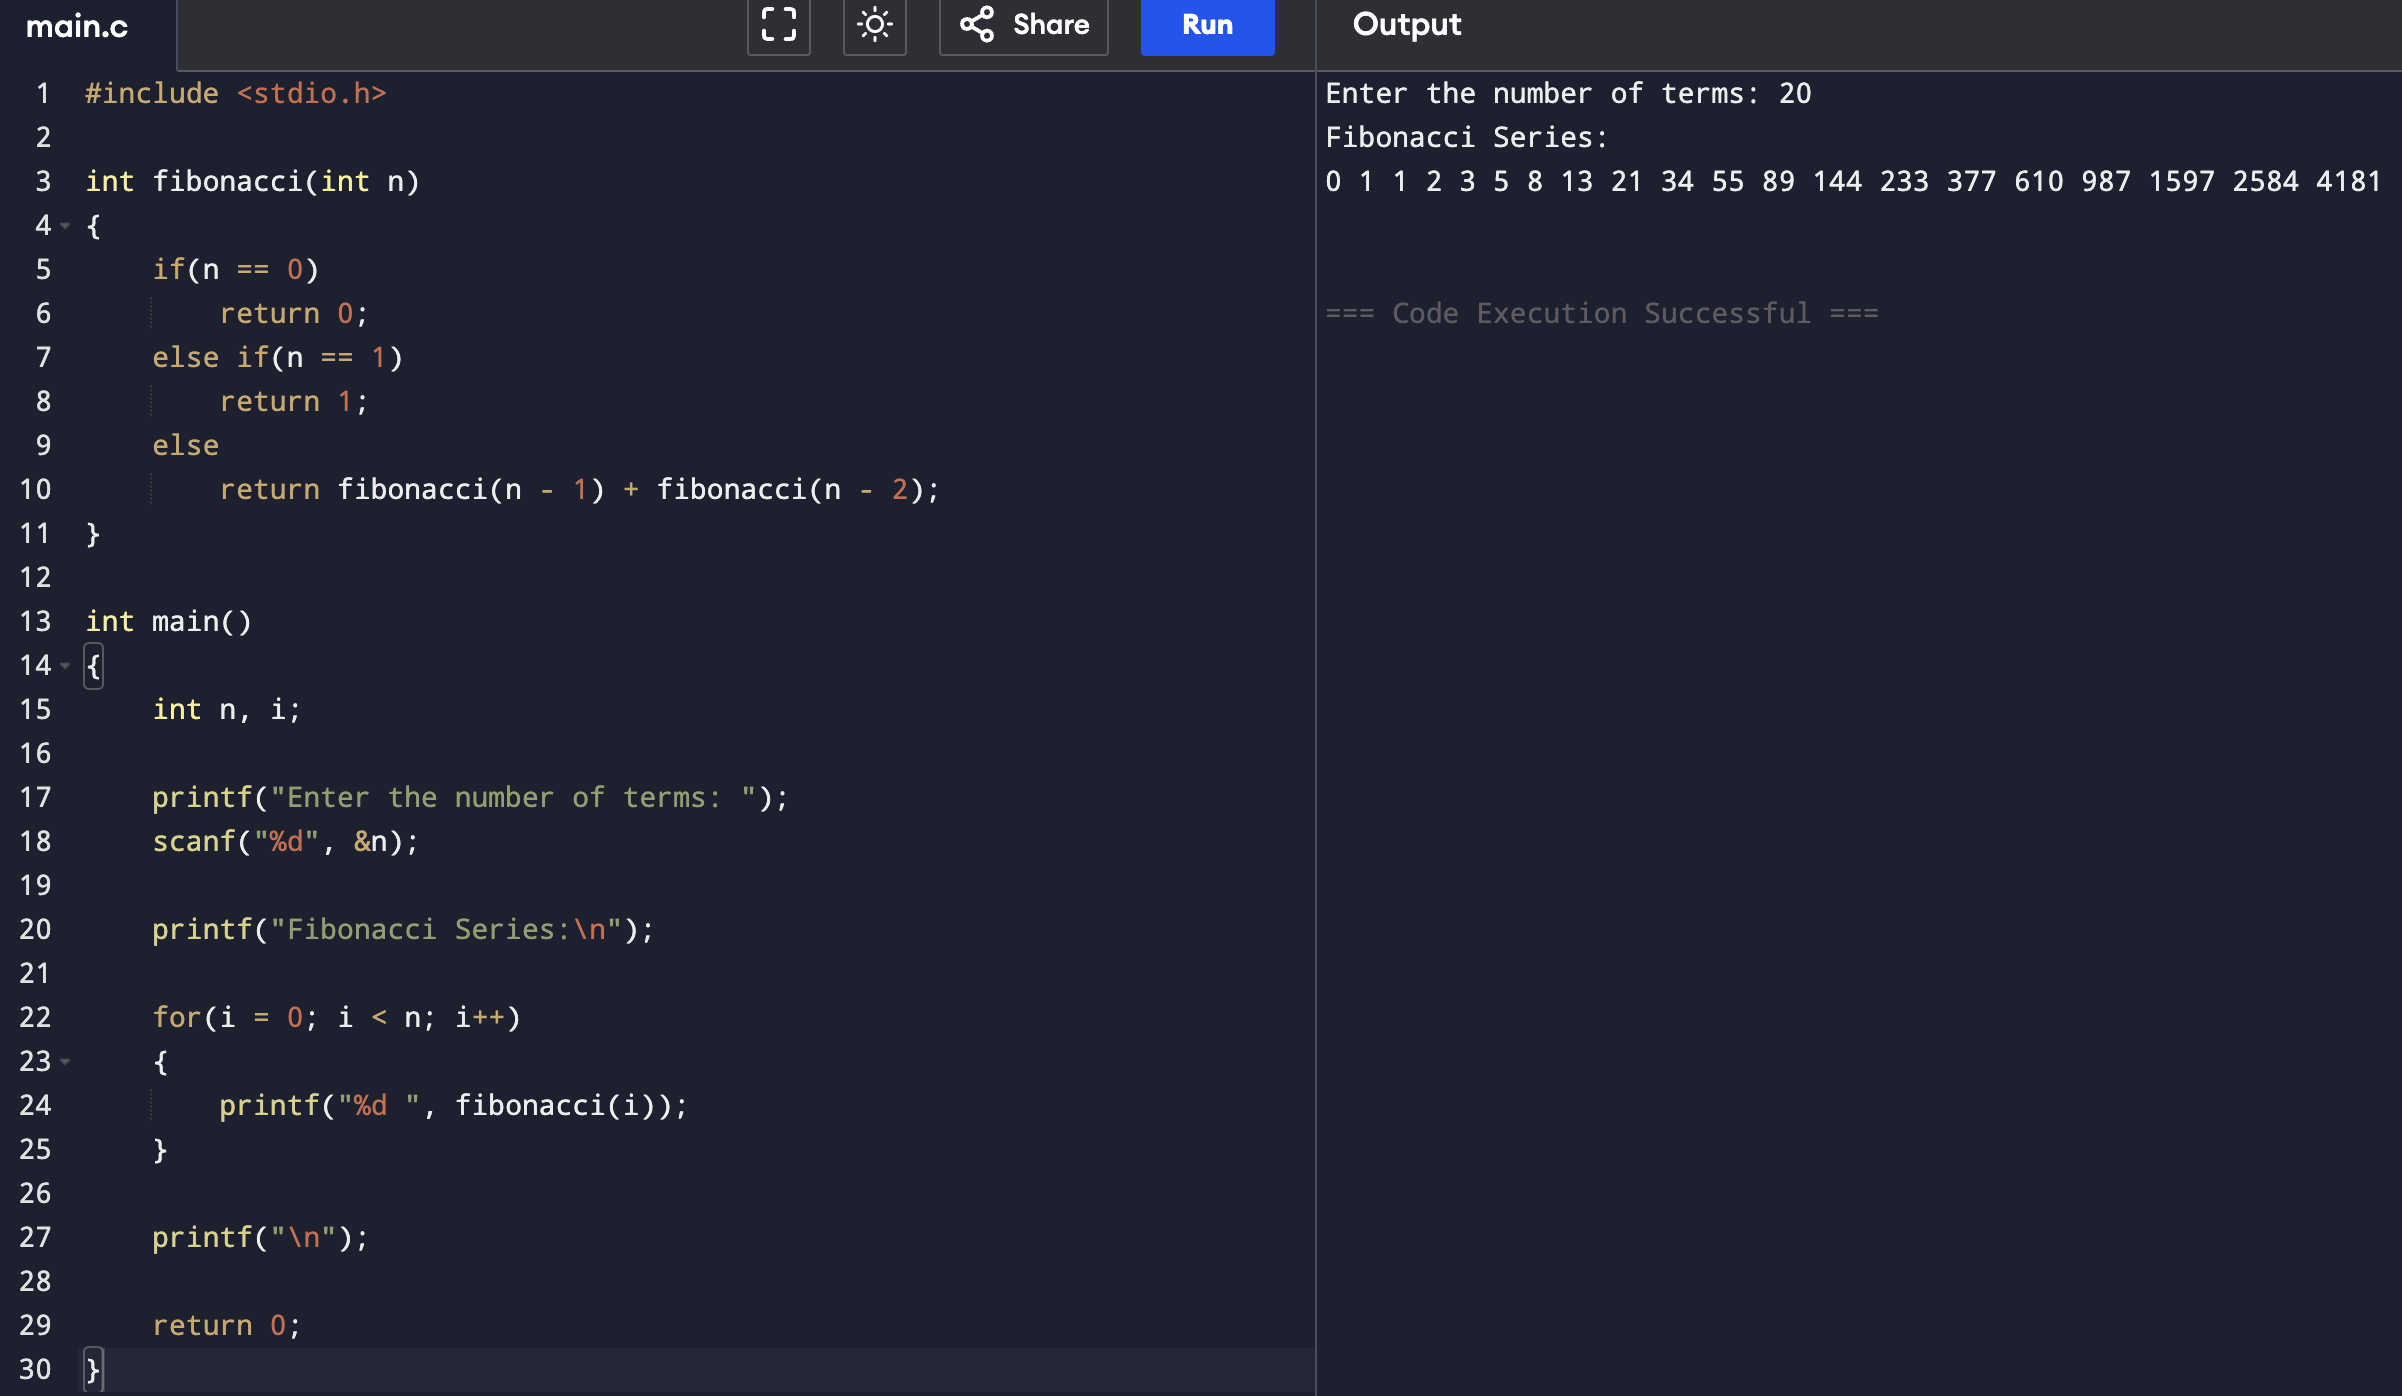 main.c
Share
Run
Output
1 #include <stdio.h>
2
3 int fibonacci(int n)
4 {
5     if(n == 0)
6         return 0;
7     else if(n == 1)
8         return 1;
9     else
10         return fibonacci(n - 1) + fibonacci(n - 2);
11 }
12
13 int main()
14 {
15     int n, i;
16
17     printf("Enter the number of terms: ");
18     scanf("%d", &n);
19
20     printf("Fibonacci Series:\n");
21
22     for(i = 0; i < n; i++)
23     {
24         printf("%d ", fibonacci(i));
25     }
26
27     printf("\n");
28
29     return 0;
30 }
Enter the number of terms: 20
Fibonacci Series:
0 1 1 2 3 5 8 13 21 34 55 89 144 233 377 610 987 1597 2584 4181
=== Code Execution Successful ===